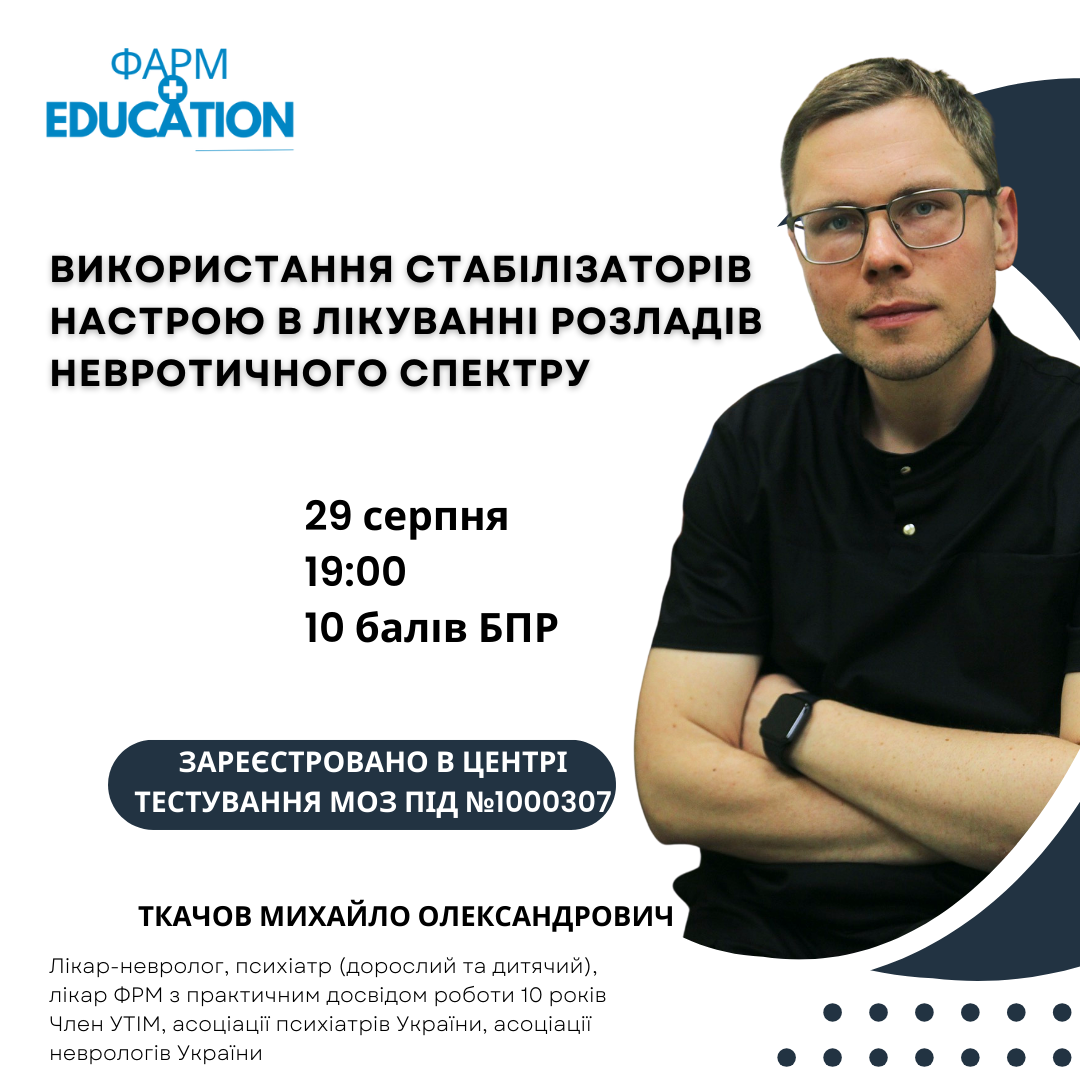 ФАРМ
EDUCATION
ВИКОРИСТАННЯ СТАБІЛІЗАТОРІВ
НАСТРОЮ В ЛІКУВАННІ РОЗЛАДІВ
НЕВРОТИЧНОГО СПЕКТРУ
29 серпня
19:00
10 балів БПР
ЗАРЕЄСТРОВАНО В ЦЕНТРІ
ТЕСТУВАННЯ МОЗ ПІД №1000307
ТКАЧОВ МИХАЙЛО ОЛЕКСАНДРОВИЧ
Лікар-невролог, психіатр (дорослий та дитячий),
лікар ФРМ з практичним досвідом роботи 10 років
Член УТІМ, асоціації психіатрів України, асоціації
неврологів України